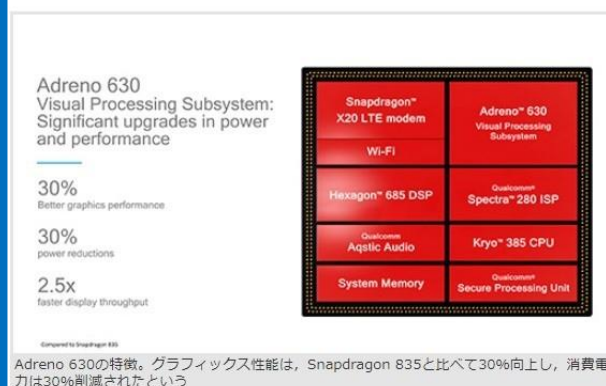 Adreno 630
Visual Processing Subsystem:
Significant upgrades in power
and performance
30%
Better graphics performance
30%
power reductions
2.5x
faster display throughput
Compared to Snapdragon 835
Snapdragon™
X20 LTE modem
Wi-Fi
Adreno™ 630
Visual Processing
Subsystem
Hexagon™ 685 DSP
Qualcomm®
Spectra™ 280 ISP
Qualcomm
Aqstic Audio
Kryo™ 385 CPU
System Memory
Qualcomm®
Secure Processing Unit
Adreno 630の特徴。グラフィックス性能は，Snapdragon 835と比べて30%向上し，消費電
力は30%削減されたという